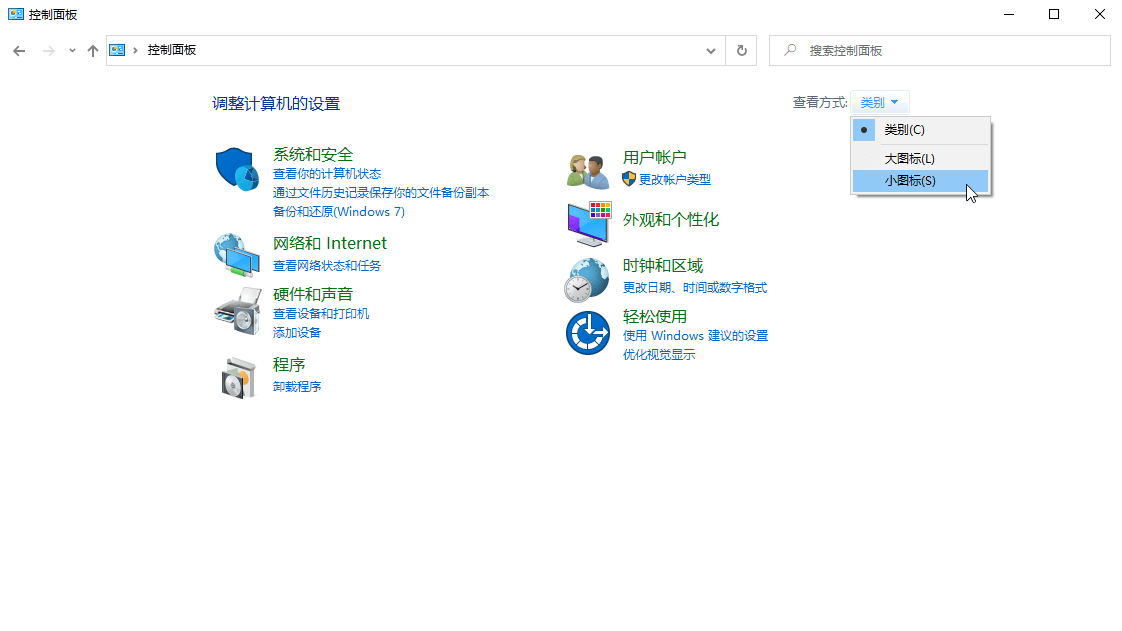 控制面板
控制面板
搜索控制面板
调整计算机的设置
查看方式:
类别
类别(C)
大图标(L)
小图标(S)
系统和安全
查看你的计算机状态
通过文件历史记录保存你的文件备份副本
备份和还原(Windows 7)
网络和 Internet
查看网络状态和任务
硬件和声音
查看设备和打印机
添加设备
程序
卸载程序
用户帐户
更改帐户类型
外观和个性化
时钟和区域
更改日期、时间或数字格式
轻松使用
使用 Windows 建议的设置
优化视觉显示